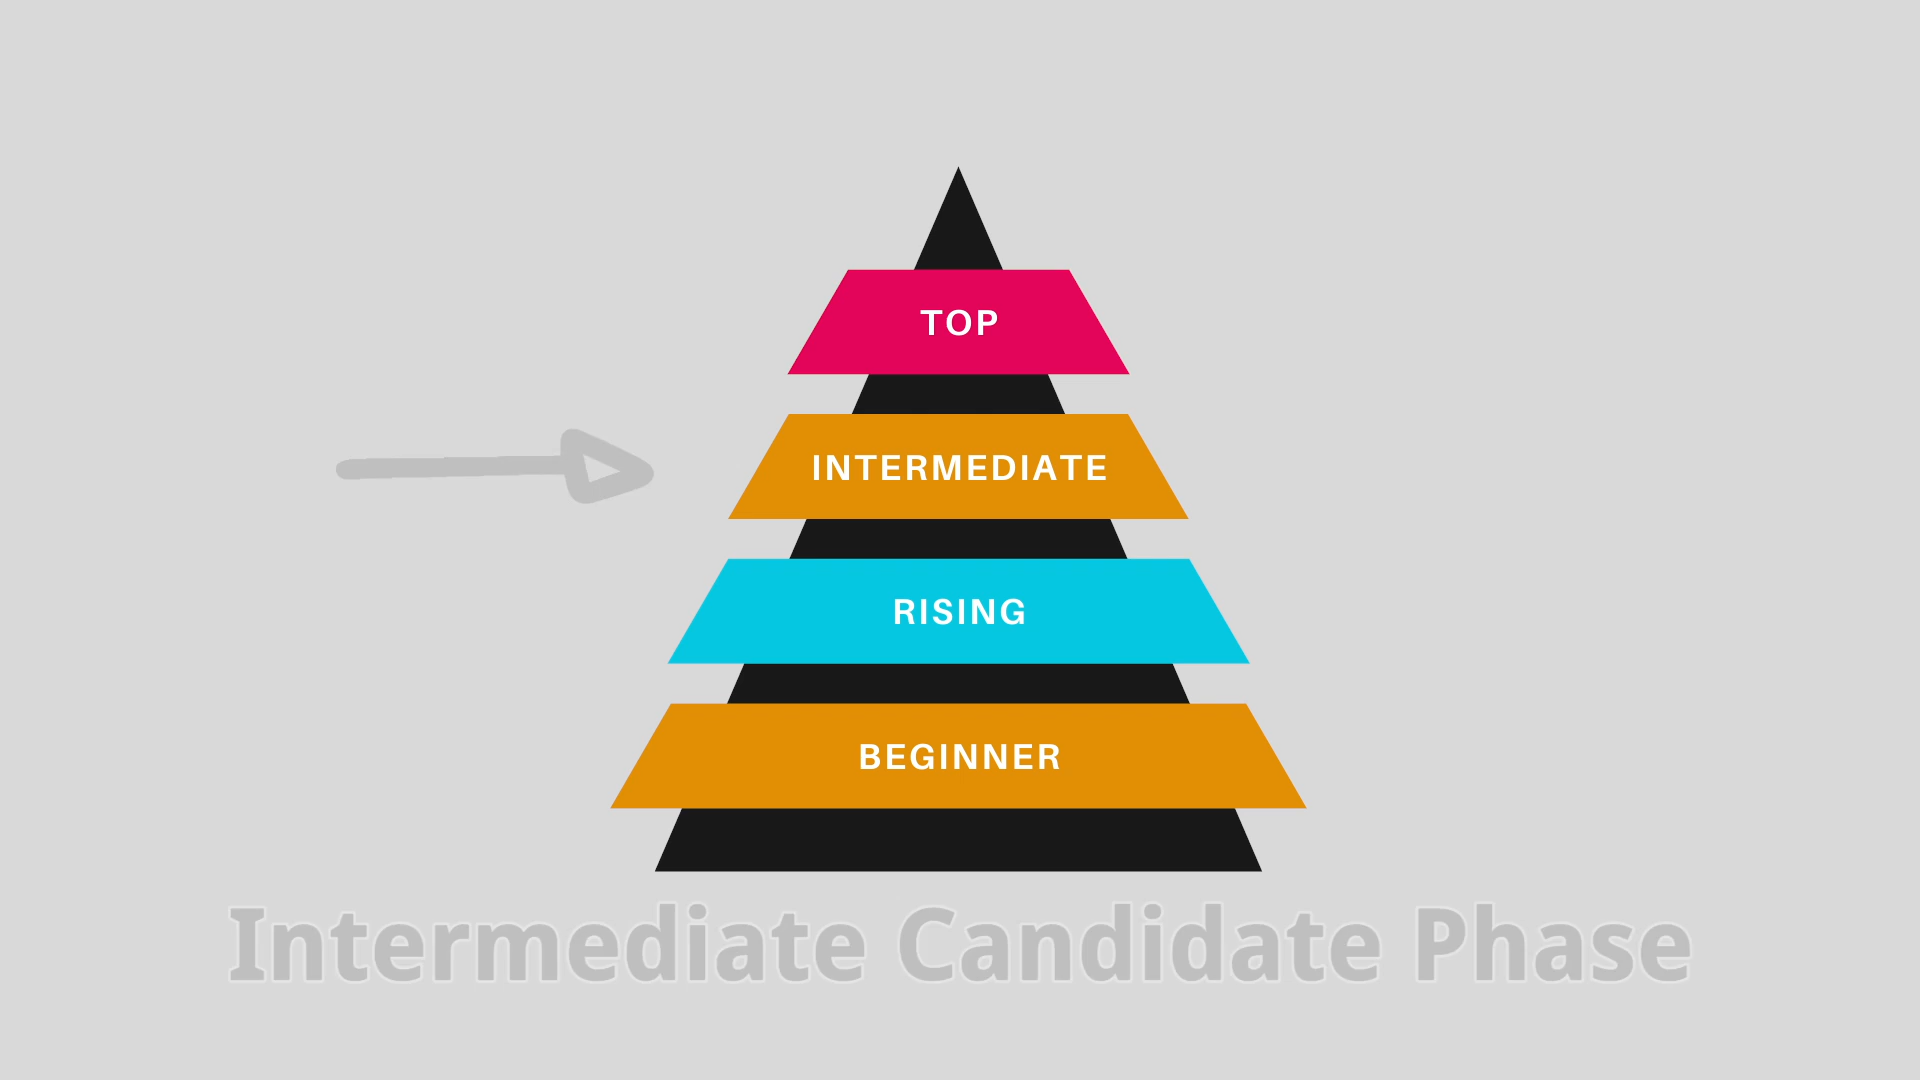 TOP
INTERMEDIATE
RISING
BEGINNER
Intermediate Candidate Phase